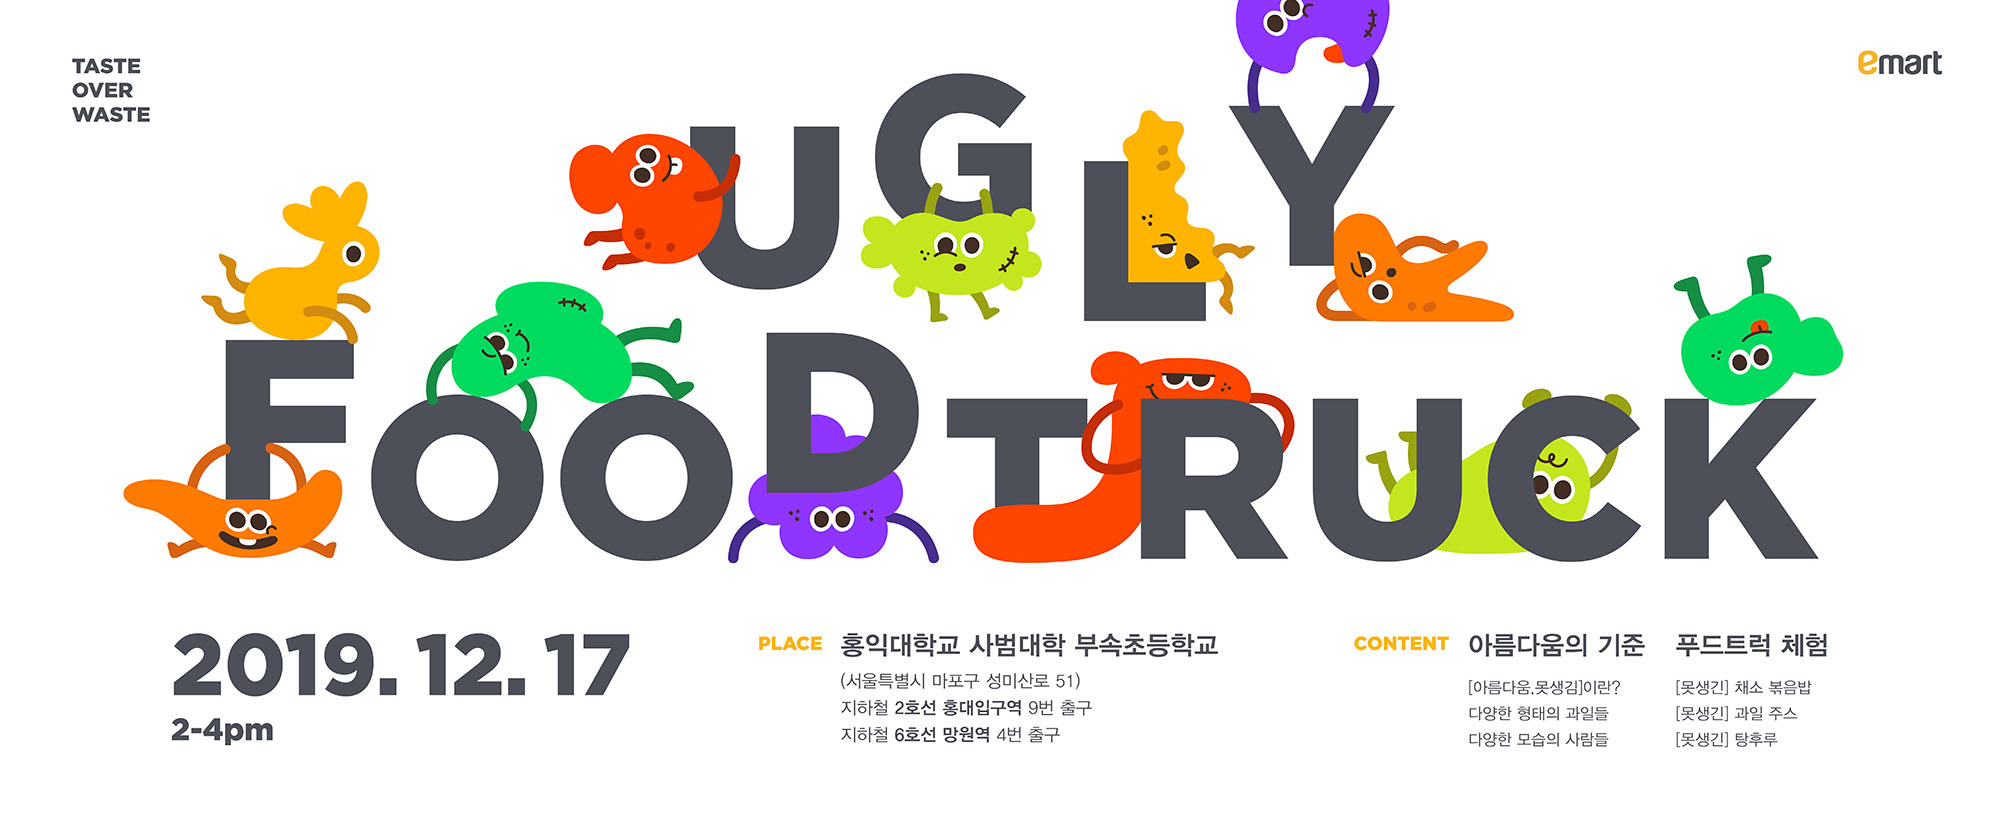 TASTE
OVER
WASTE
emart
UGLY
FOOD TRUCK
2019. 12. 17
2-4pm
PLACE
홍익대학교 사범대학 부속초등학교
(서울특별시 마포구 성미산로 51)
지하철 2호선 홍대입구역 9번 출구
지하철 6호선 망원역 4번 출구
CONTENT
아름다움의 기준
[아름다움,못생김]이란?
다양한 형태의 과일들
다양한 모습의 사람들
푸드트럭 체험
[못생긴] 채소 볶음밥
[못생긴] 과일 주스
[못생긴] 탕후루